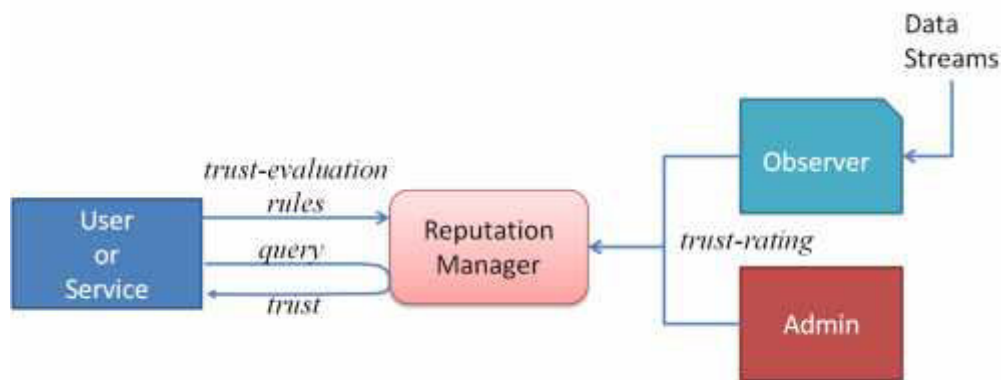 Data
Streams
Observer
trust-evaluation
rules
User
or
Service
query
trust
Reputation
Manager
trust-rating
Admin